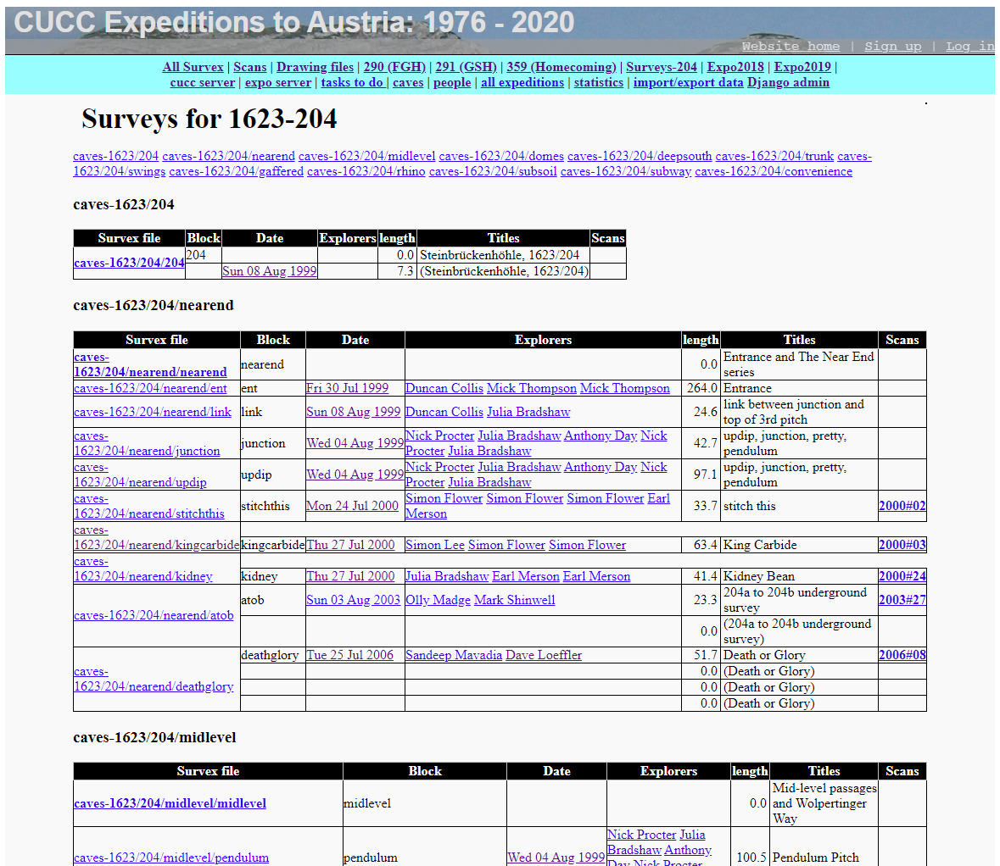 CUCC Expeditions to Austria: 1976 - 2020
Website home | Sign up | Log in
All Survex | Scans | Drawing files | 290 (FGH) | 291 (GSH) | 359 (Homecoming) | Surveys-204 | Expo2018 | Expo2019 |
cucc server | expo server | tasks to do | caves | people | all expeditions | statistics | import/export data Django admin
.
Surveys for 1623-204
caves-1623/204 caves-1623/204/nearend caves-1623/204/midlevel caves-1623/204/domes caves-1623/204/deepsouth caves-1623/204/trunk caves-
1623/204/swings caves-1623/204/gaffered caves-1623/204/rhino caves-1623/204/subsoil caves-1623/204/subway caves-1623/204/convenience
caves-1623/204
Survex file Block Date Explorers length Titles Scans
caves-1623/204/204 204 0.0 Steinbrückenhöhle, 1623/204
Sun 08 Aug 1999 7.3 (Steinbrückenhöhle, 1623/204)
caves-1623/204/nearend
Survex file Block Date Explorers length Titles Scans
caves-
1623/204/nearend/nearend nearend 0.0 Entrance and The Near End
series
caves-1623/204/nearend/ent ent Fri 30 Jul 1999 Duncan Collis Mick Thompson Mick Thompson 264.0 Entrance
caves-1623/204/nearend/link link Sun 08 Aug 1999 Duncan Collis Julia Bradshaw 24.6 link between junction and
top of 3rd pitch
caves-
1623/204/nearend/junction junction Wed 04 Aug 1999 Nick Procter Julia Bradshaw Anthony Day Nick
Procter Julia Bradshaw 42.7 updip, junction, pretty,
pendulum
caves-
1623/204/nearend/updip updip Wed 04 Aug 1999 Nick Procter Julia Bradshaw Anthony Day Nick
Procter Julia Bradshaw 97.1 updip, junction, pretty,
pendulum
caves-
1623/204/nearend/stitchthis stitchthis Mon 24 Jul 2000 Simon Flower Simon Flower Simon Flower Earl
Merson 33.7 stitch this 2000#02
caves-
1623/204/nearend/kingcarbide kingcarbide Thu 27 Jul 2000 Simon Lee Simon Flower Simon Flower 63.4 King Carbide 2000#03
caves-
1623/204/nearend/kidney kidney Thu 27 Jul 2000 Julia Bradshaw Earl Merson Earl Merson 41.4 Kidney Bean 2000#24
caves-1623/204/nearend/atob atob Sun 03 Aug 2003 Olly Madge Mark Shinwell 23.3 204a to 204b underground
survey 2003#27
0.0 (204a to 204b underground
survey)
caves-
1623/204/nearend/deathglory deathglory Tue 25 Jul 2006 Sandeep Mavadia Dave Loeffler 51.7 Death or Glory 2006#08
0.0 (Death or Glory)
0.0 (Death or Glory)
0.0 (Death or Glory)
caves-1623/204/midlevel
Survex file Block Date Explorers length Titles Scans
caves-1623/204/midlevel/midlevel midlevel 0.0 Mid-level passages
and Wolpertinger
Way
caves-1623/204/midlevel/pendulum pendulum Wed 04 Aug 1999 Nick Procter Julia
Bradshaw Anthony
Day Nick Procter 100.5 Pendulum Pitch